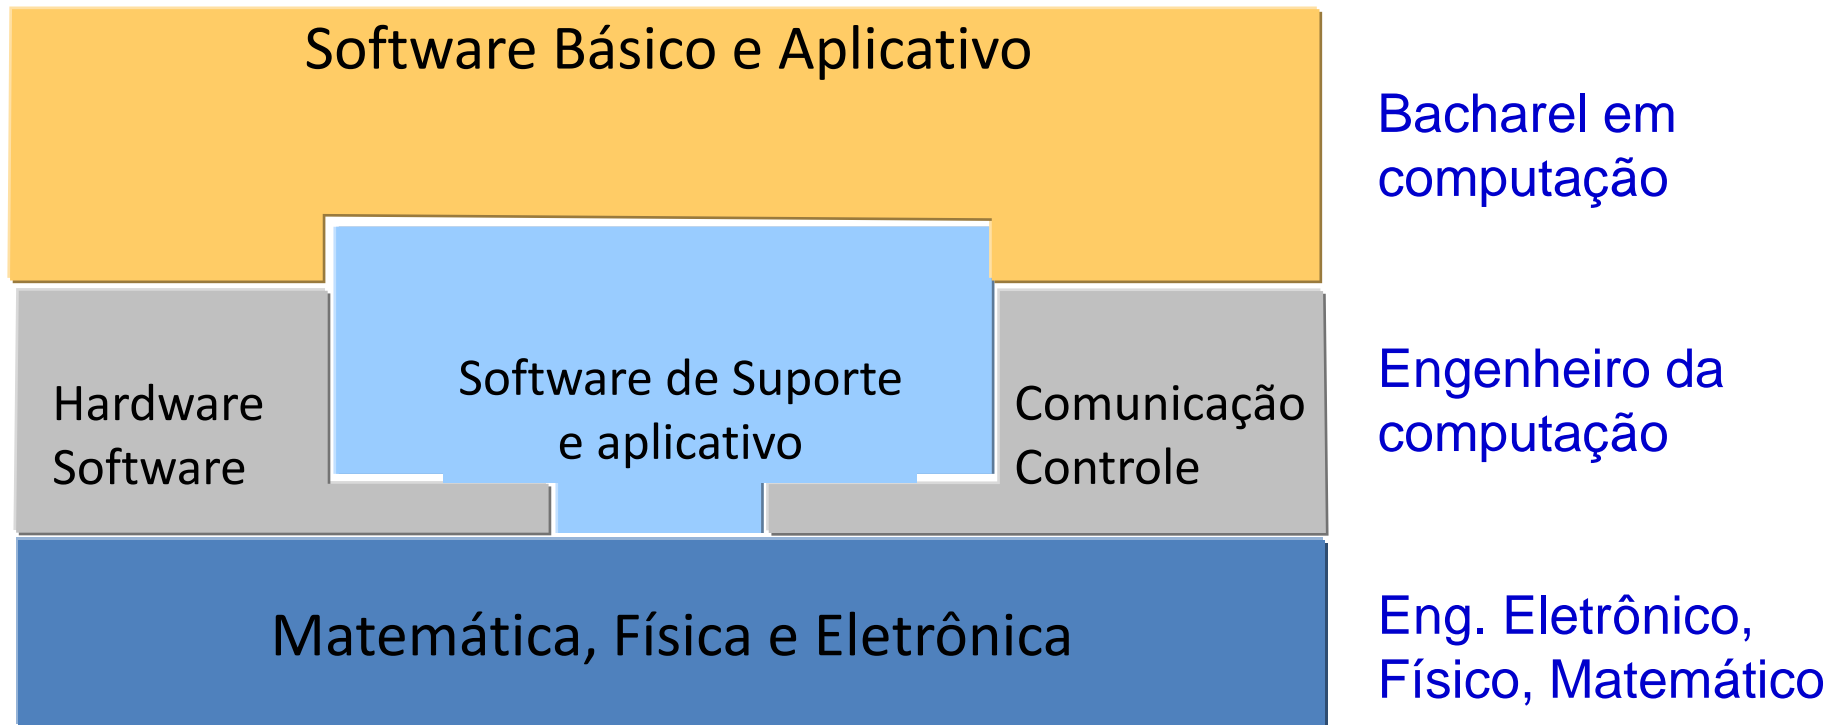 Software Básico e Aplicativo
Bacharel em
computação
Hardware
Software
Software de Suporte
e aplicativo
Comunicação
Controle
Engenheiro da
computação
Matemática, Física e Eletrônica
Eng. Eletrônico,
Físico, Matemático